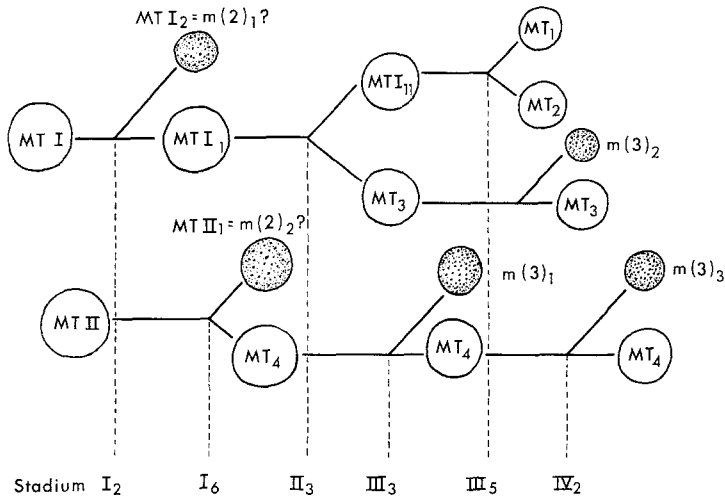 MT I₂ = m(2)₁?
MT₁
MT I₁₁
MT₂
MT I
MT I₁
m(3)₂
MT₃
MT₃
MT II₁ = m(2)₂?
m(3)₁
m(3)₃
MT II
MT₄
MT₄
MT₄
Stadium I₂ I₆ II₃ III₃ III₅ IV₂